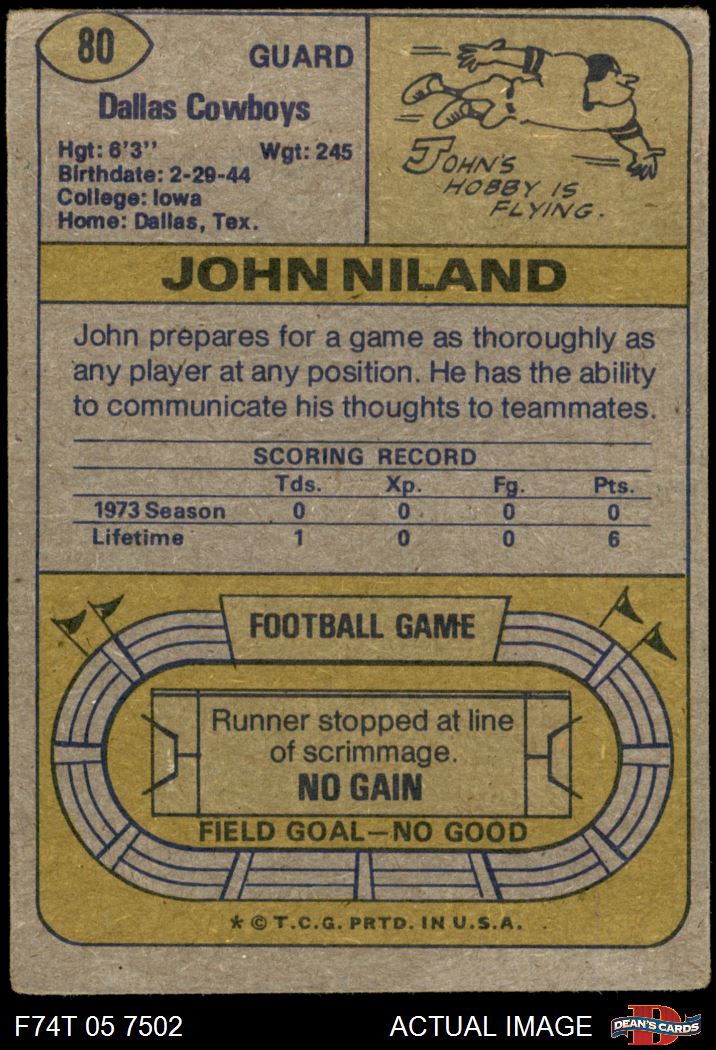 80
GUARD
Dallas Cowboys
Hgt: 6'3'' Wgt: 245
Birthdate: 2-29-44
College: Iowa
Home: Dallas, Tex.
JOHN'S
HOBBY IS
FLYING.
JOHN NILAND
John prepares for a game as thoroughly as
any player at any position. He has the ability
to communicate his thoughts to teammates.
SCORING RECORD
Tds. Xp. Fg. Pts.
1973 Season 0 0 0 0
Lifetime 1 0 0 6
FOOTBALL GAME
Runner stopped at line
of scrimmage.
NO GAIN
FIELD GOAL—NO GOOD
* © T.C.G. PRTD. IN U.S.A.
F74T 05 7502 ACTUAL IMAGE DEAN'S CARDS